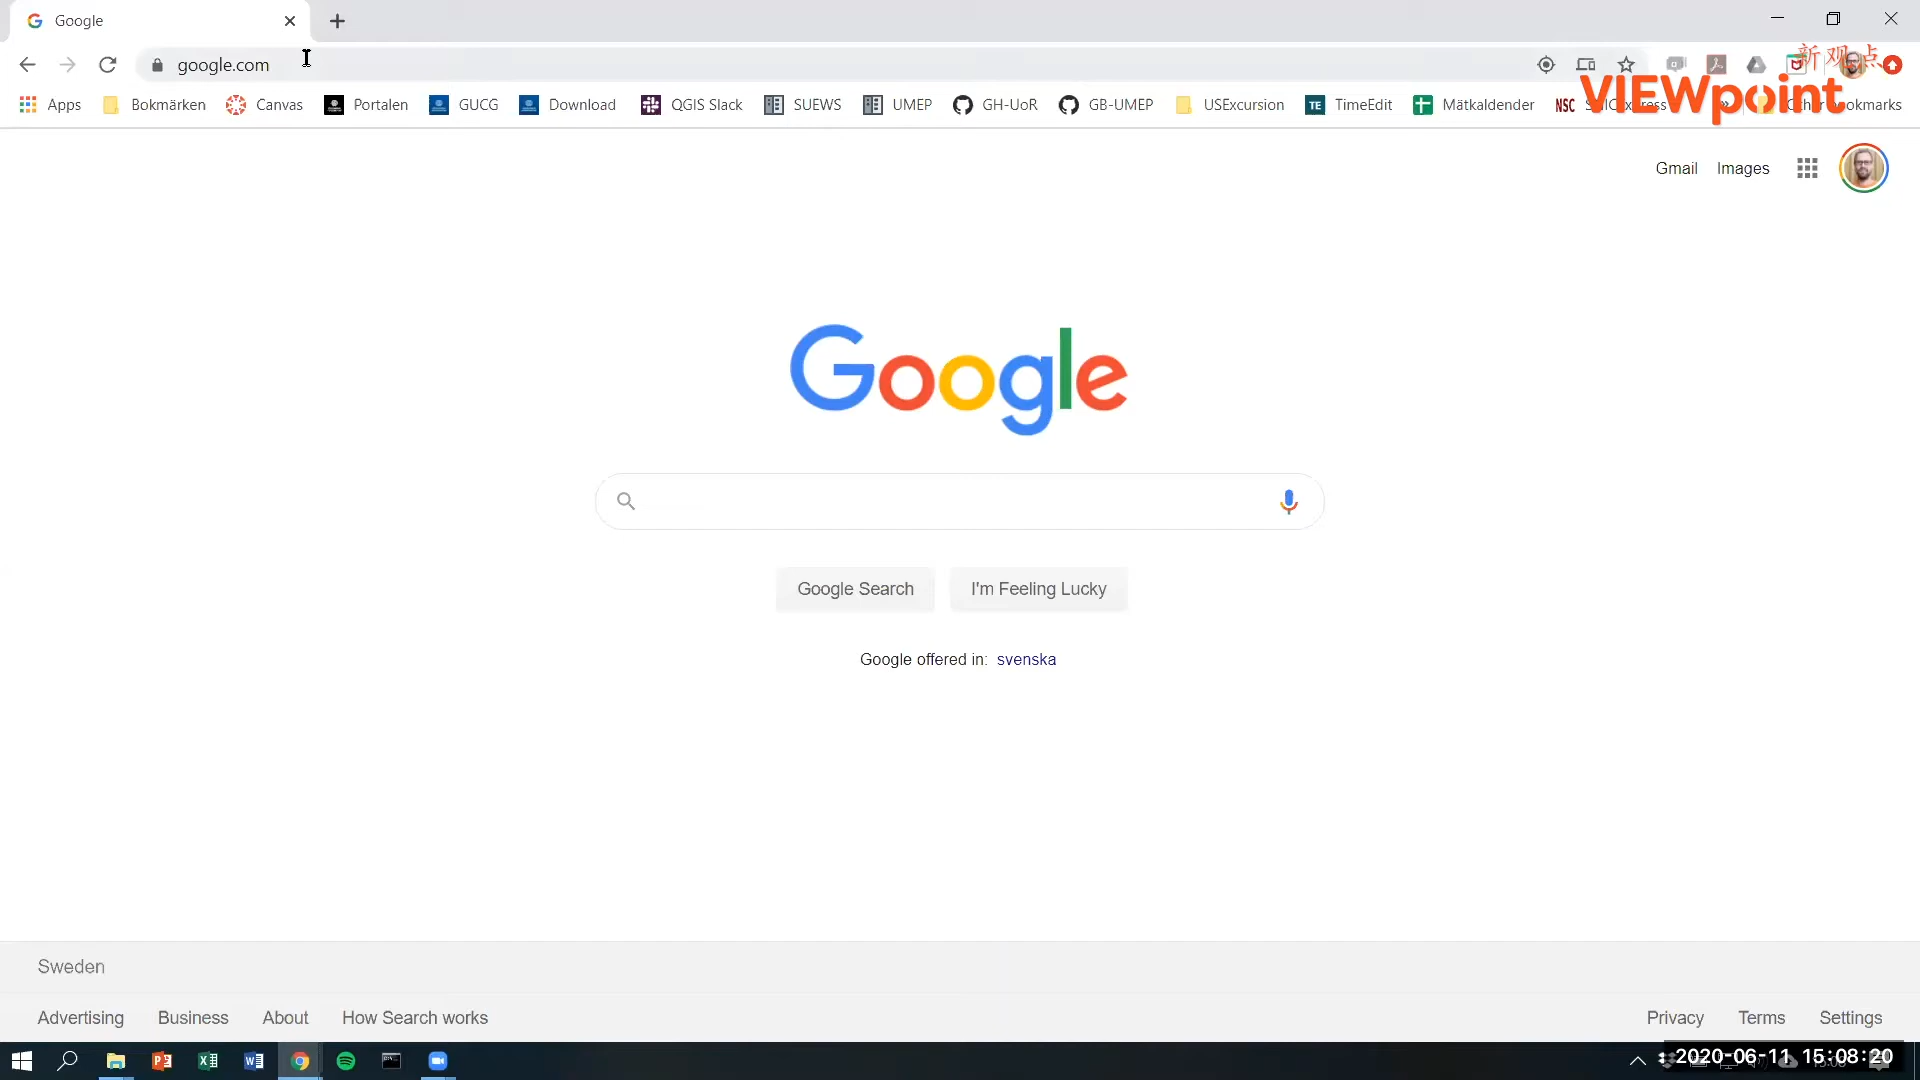 Google
google.com
新观点
VIEWpoint
Apps Bokmärken Canvas Portalen GUCG Download QGIS Slack SUEWS UMEP GH-UoR GB-UMEP USExcursion TE TimeEdit Mätkaldender NSC
Gmail Images
Google
Google Search I'm Feeling Lucky
Google offered in: svenska
Sweden
Advertising Business About How Search works Privacy Terms Settings
2020-06-11 15:08:20